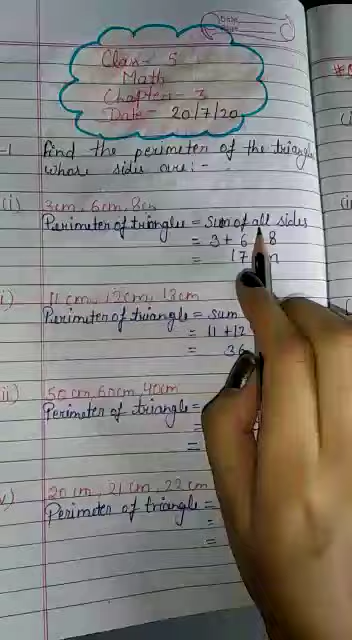 Class - 5
Math
Chapter - 3
Date - 20/7/20
-1 Find the perimeter of the triangle
whose sides are:-
(i) 3cm, 6cm, 8cm
Perimeter of triangle = sum of all sides
= 3 + 6 8
= 17
11 cm, 12cm, 13cm
Perimeter of triangle = sum
= 11 + 12
= 36
50 cm, 60cm, 40cm
Perimeter of triangle =
=
=
20 cm, 21 cm, 22 cm
Perimeter of triangle =
=
=